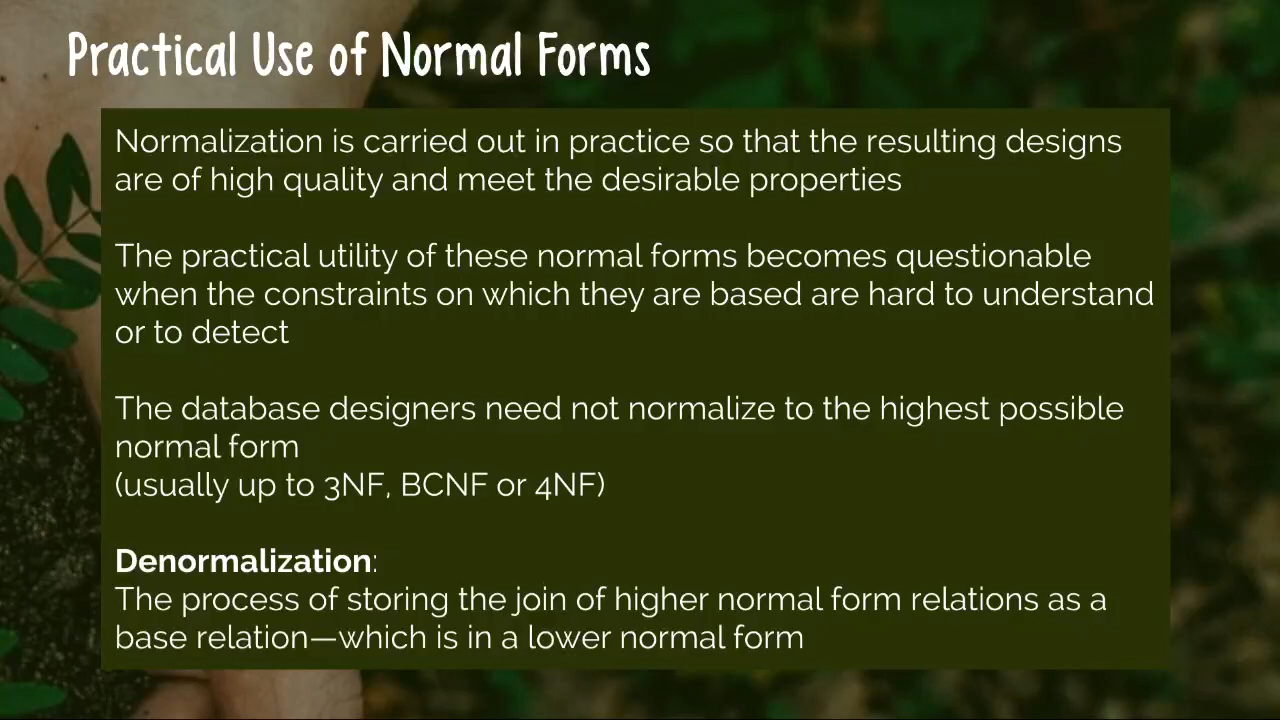 Practical Use of Normal Forms
Normalization is carried out in practice so that the resulting designs
are of high quality and meet the desirable properties
The practical utility of these normal forms becomes questionable
when the constraints on which they are based are hard to understand
or to detect
The database designers need not normalize to the highest possible
normal form
(usually up to 3NF, BCNF or 4NF)
Denormalization:
The process of storing the join of higher normal form relations as a
base relation—which is in a lower normal form